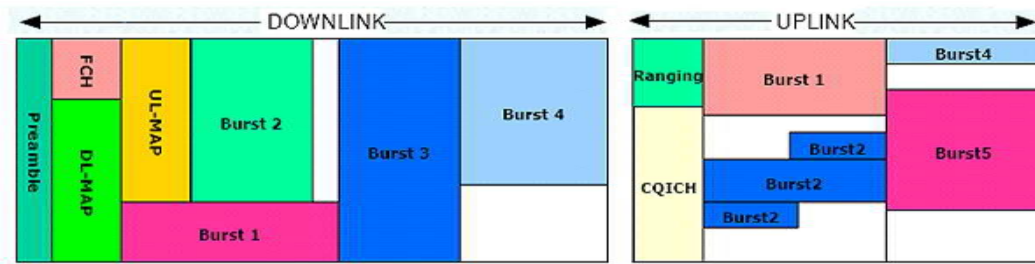 DOWNLINK
UPLINK
Preamble
FCH
DL-MAP
UL-MAP
Burst 2
Burst 1
Burst 3
Burst 4
Ranging
CQICH
Burst 1
Burst2
Burst2
Burst2
Burst4
Burst5